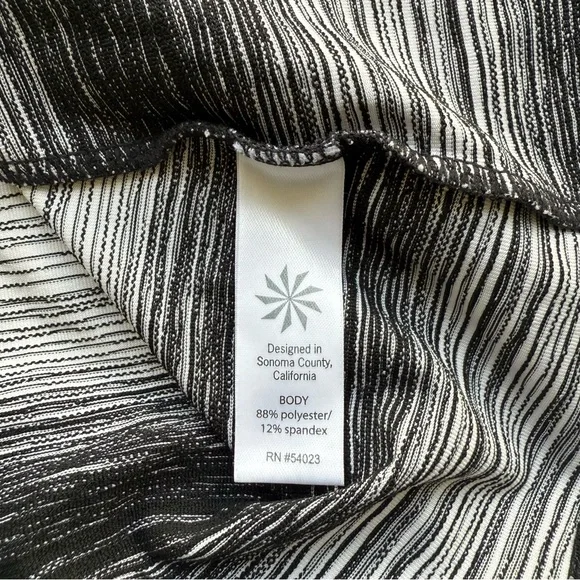 Designed in
Sonoma County,
California
BODY
88% polyester/
12% spandex
RN #54023